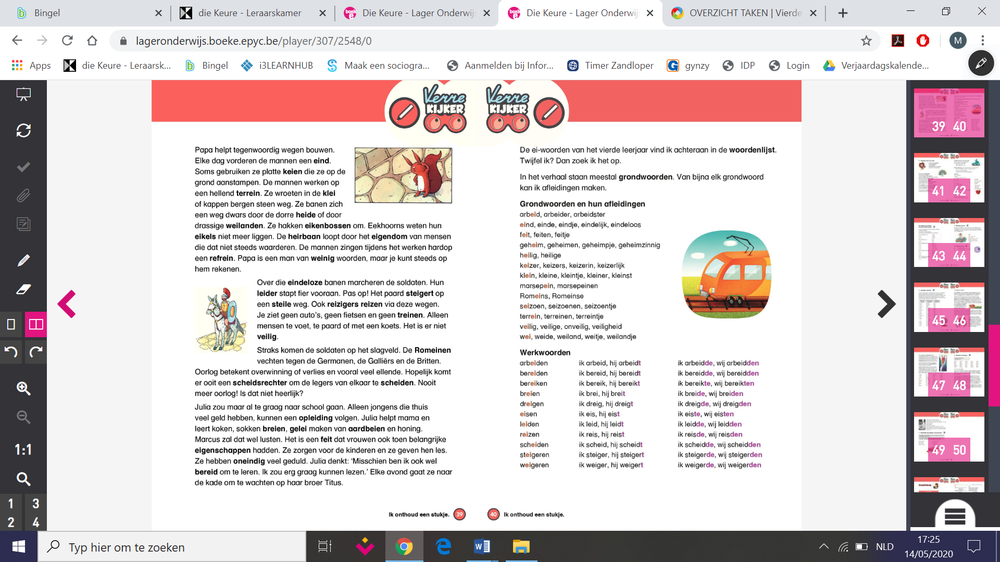 Bingel
die Keure - Leraarskamer
Die Keure - Lager Onderwijs
Die Keure - Lager Onderwijs
OVERZICHT TAKEN | Vierde
lageronderwijs.boeke.epyc.be/player/307/2548/0
M
Apps
die Keure - Leraarsk...
Bingel
i3LEARNHUB
Maak een sociogra...
Aanmelden bij Infor...
Timer Zandloper
gynzy
IDP
Login
Verjaardagskalende...
Verre
KIJKER
Verre
KIJKER
Papa helpt tegenwoordig wegen bouwen.
Elke dag vorderen de mannen een eind.
Soms gebruiken ze platte keien die ze op de
grond aanstampen. De mannen werken op
een hellend terrein. Ze wroeten in de klei
of kappen bergen steen weg. Ze banen zich
een weg dwars door de dorre heide of door
drassige weilanden. Ze hakken eikenbossen om. Eekhoorns weten hun
eikels niet meer liggen. De heirbaan loopt door het eigendom van mensen
die dat niet steeds waarderen. De mannen zingen tijdens het werken hardop
een refrein. Papa is een man van weinig woorden, maar je kunt steeds op
hem rekenen.
Over die eindeloze banen marcheren de soldaten. Hun
leider stapt fier vooraan. Pas op! Het paard steigert op
een steile weg. Ook reizigers reizen via deze wegen.
Je ziet geen auto's, geen fietsen en geen treinen. Alleen
mensen te voet, te paard of met een koets. Het is er niet
veilig.
Straks komen de soldaten op het slagveld. De Romeinen
vechten tegen de Germanen, de Galliërs en de Britten.
Oorlog betekent overwinning of verlies en vooral veel ellende. Hopelijk komt
er ooit een scheidsrechter om de legers van elkaar te scheiden. Nooit
meer oorlog! Is dat niet heerlijk?
Julia zou maar al te graag naar school gaan. Alleen jongens die thuis
veel geld hebben, kunnen een opleiding volgen. Julia helpt mama en
leert koken, sokken breien, gelei maken van aardbeien en honing.
Marcus zal dat wel lusten. Het is een feit dat vrouwen ook toen belangrijke
eigenschappen hadden. Ze zorgen voor de kinderen en ze geven hen les.
Ze hebben oneindig veel geduld. Julia denkt: 'Misschien ben ik ook wel
bereid om te leren. Ik zou erg graag kunnen lezen.' Elke avond gaat ze naar
de kade om te wachten op haar broer Titus.
Ik onthoud een stukje. 39
De ei-woorden van het vierde leerjaar vind ik achteraan in de woordenlijst.
Twijfel ik? Dan zoek ik het op.
In het verhaal staan meestal grondwoorden. Van bijna elk grondwoord
kan ik afleidingen maken.
Grondwoorden en hun afleidingen
arbeid, arbeider, arbeidster
eind, einde, eindje, eindelijk, eindeloos
feit, feiten, feitje
geheim, geheimen, geheimpje, geheimzinnig
heilig, heilige
keizer, keizers, keizerin, keizerlijk
klein, kleine, kleintje, kleiner, kleinst
marsepein, marsepeinen
Romeins, Romeinse
seizoen, seizoenen, seizoentje
terrein, terreinen, terreintje
veilig, veilige, onveilig, veiligheid
wei, weide, weiland, weitje, weilandje
Werkwoorden
arbeiden ik arbeid, hij arbeidt ik arbeidde, wij arbeidden
bereiden ik bereid, hij bereidt ik bereidde, wij bereidden
bereiken ik bereik, hij bereikt ik bereikte, wij bereikten
breien ik brei, hij breit ik breide, wij breiden
dreigen ik dreig, hij dreigt ik dreigde, wij dreigden
eisen ik eis, hij eist ik eiste, wij eisten
leiden ik leid, hij leidt ik leidde, wij leidden
reizen ik reis, hij reist ik reisde, wij reisden
scheiden ik scheid, hij scheidt ik scheidde, wij scheidden
steigeren ik steiger, hij steigert ik steigerde, wij steigerden
weigeren ik weiger, hij weigert ik weigerde, wij weigerden
40 Ik onthoud een stukje.
39 40
41 42
43 44
45 46
47 48
49 50
1:1
1 3
2 4
Typ hier om te zoeken
NLD
17:25
14/05/2020